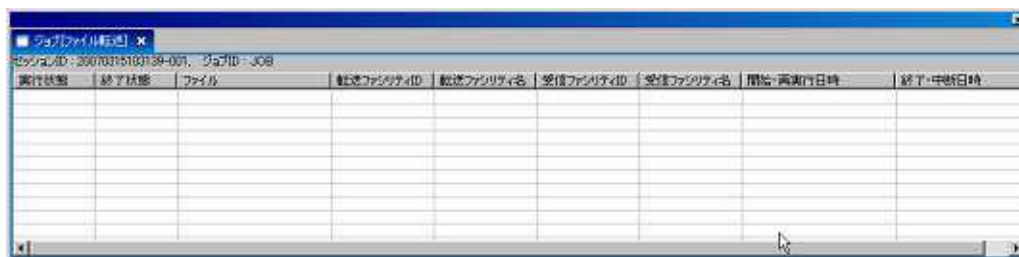 ジョブ[ファイル転送]
セッションID : 20070315103139-001, ジョブID : JOB
実行状態 終了状態 ファイル 転送ファシリティID 転送ファシリティ名 受信ファシリティID 受信ファシリティ名 開始・再実行日時 終了・中断日時